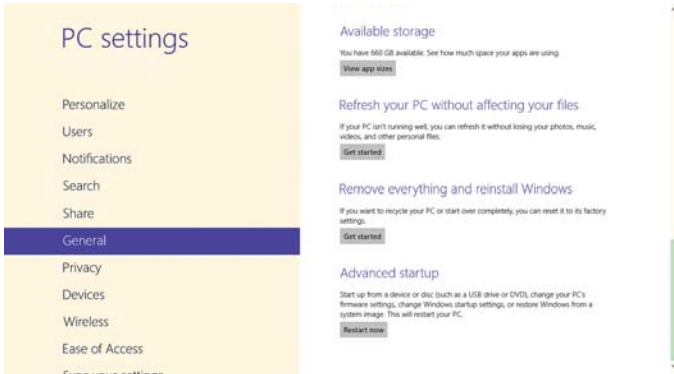 PC settings
Personalize
Users
Notifications
Search
Share
General
Privacy
Devices
Wireless
Ease of Access
Sync your settings
Available storage
You have 660 GB available. See how much space your apps are using.
View app sizes
Refresh your PC without affecting your files
If your PC isn't running well, you can refresh it without losing your photos, music,
videos, and other personal files.
Get started
Remove everything and reinstall Windows
If you want to recycle your PC or start over completely, you can reset it to its factory
settings.
Get started
Advanced startup
Start up from a device or disc (such as a USB drive or DVD), change your PC's
firmware settings, change Windows startup settings, or restore Windows from a
system image. This will restart your PC.
Restart now